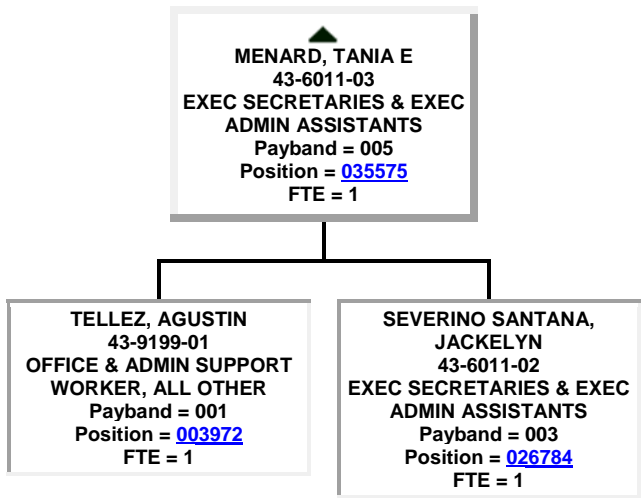 MENARD, TANIA E
43-6011-03
EXEC SECRETARIES & EXEC
ADMIN ASSISTANTS
Payband = 005
Position = 035575
FTE = 1
TELLEZ, AGUSTIN
43-9199-01
OFFICE & ADMIN SUPPORT
WORKER, ALL OTHER
Payband = 001
Position = 003972
FTE = 1
SEVERINO SANTANA,
JACKELYN
43-6011-02
EXEC SECRETARIES & EXEC
ADMIN ASSISTANTS
Payband = 003
Position = 026784
FTE = 1